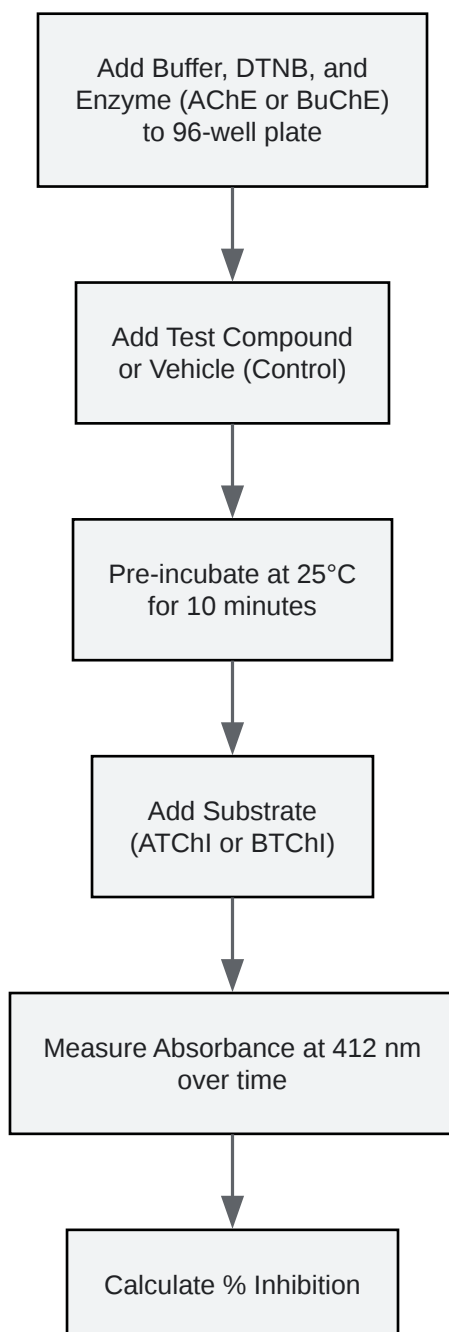 Add Buffer, DTNB, and
Enzyme (AChE or BuChE)
to 96-well plate
Add Test Compound
or Vehicle (Control)
Pre-incubate at 25°C
for 10 minutes
Add Substrate
(ATChI or BTChI)
Measure Absorbance at 412 nm
over time
Calculate % Inhibition